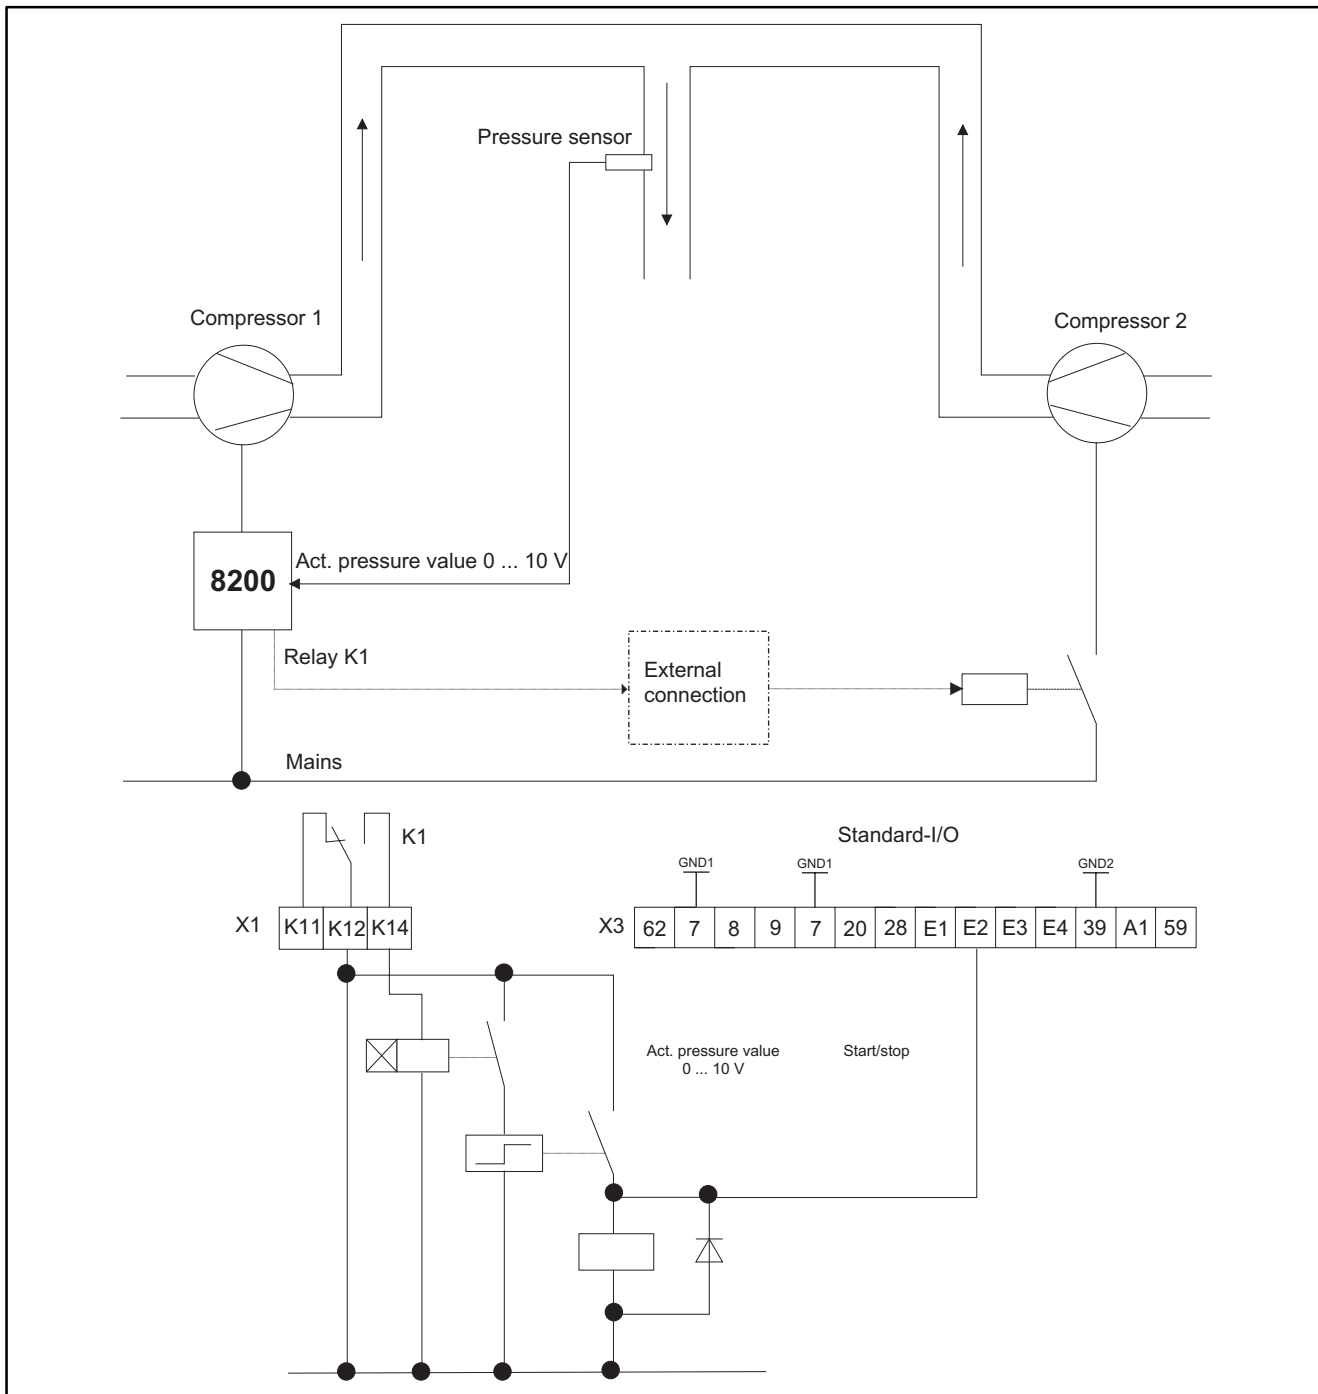 Pressure sensor
Compressor 1
Compressor 2
Act. pressure value 0 ... 10 V
8200
Relay K1
External
connection
Mains
K1
Standard-I/O
GND1
GND1
GND2
X1
K11
K12
K14
X3
62
7
8
9
7
20
28
E1
E2
E3
E4
39
A1
59
Act. pressure value
0 ... 10 V
Start/stop